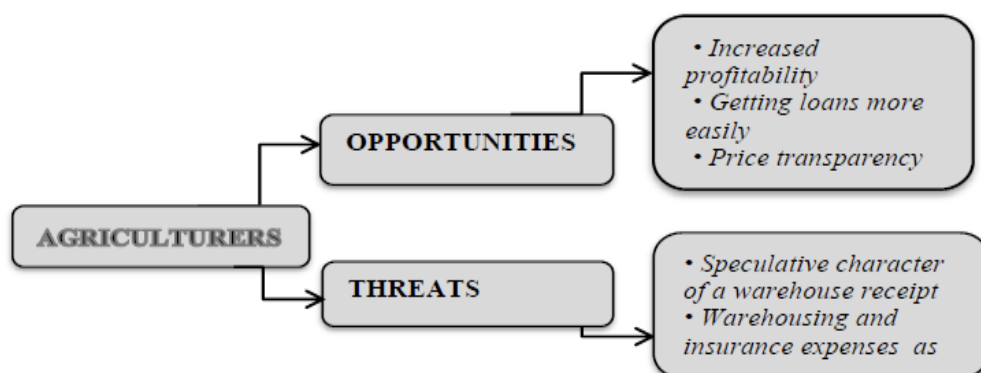 AGRICULTURERS
OPPORTUNITIES
• Increased
profitability
• Getting loans more
easily
• Price transparency
THREATS
• Speculative character
of a warehouse receipt
• Warehousing and
insurance expenses as